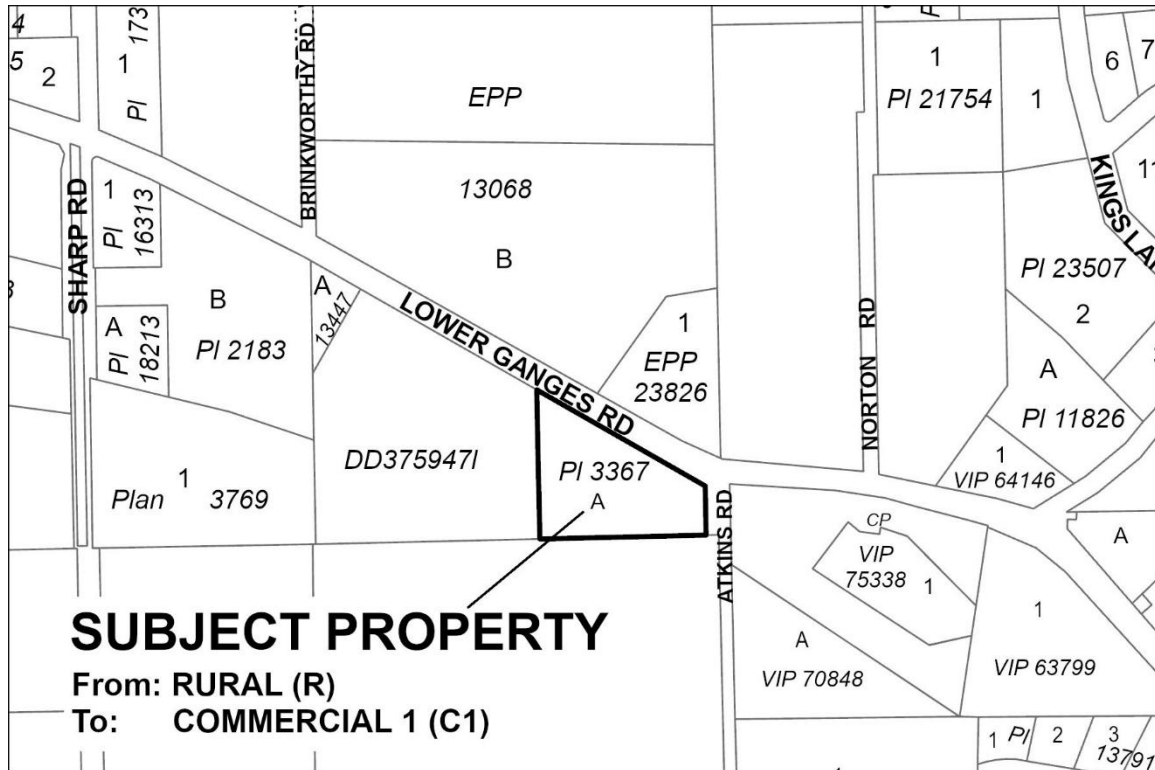 4
5
2
1
Pl 173
BRINKWORTHY RD
EPP
1
Pl 21754
1
6
7
11
KINGS LA
SHARP RD
1
Pl 16313
13068
B
A
13447
B
Pl 2183
A
Pl 18213
LOWER GANGES RD
1
EPP
23826
NORTON RD
Pl 23507
2
A
Pl 11826
1
VIP 64146
DD375947I
Pl 3367
A
1
Plan 3769
ATKINS RD
CP
VIP
75338
1
A
A
VIP 70848
1
VIP 63799
1 Pl 2 3
13791
SUBJECT PROPERTY
From: RURAL (R)
To: COMMERCIAL 1 (C1)